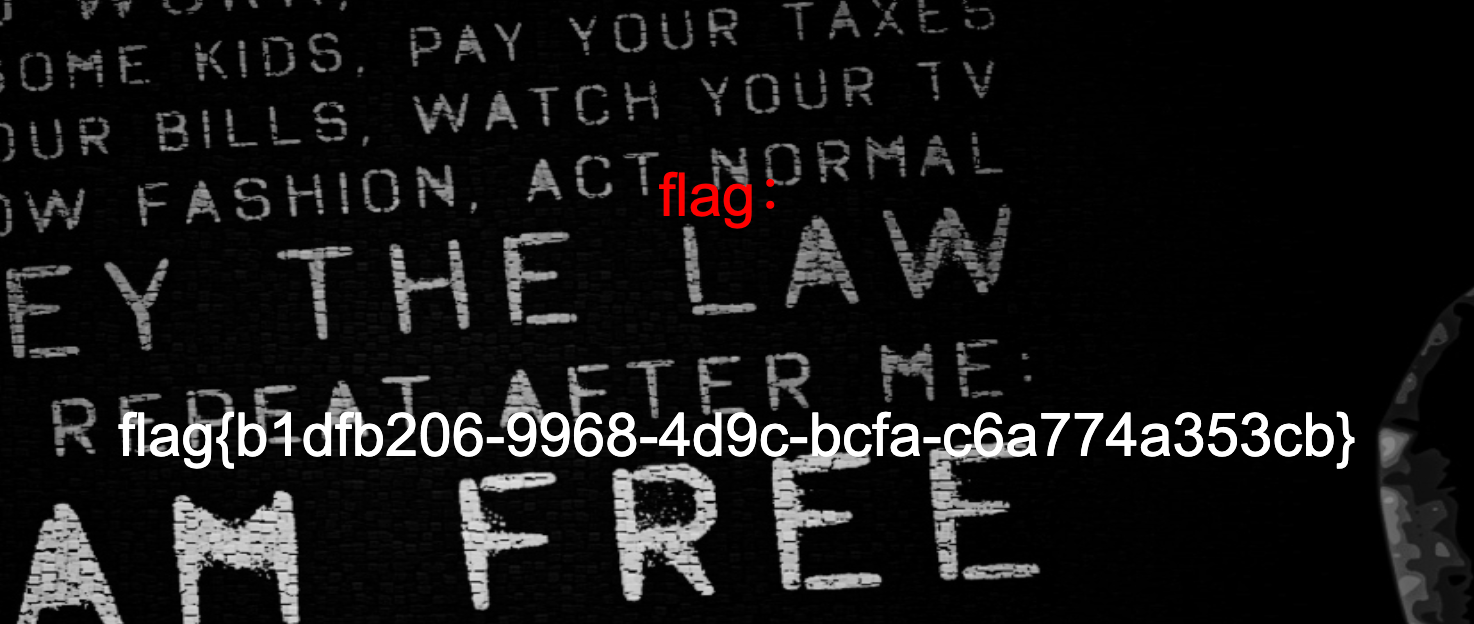 OME KIDS, PAY YOUR TAXES
OUR BILLS, WATCH YOUR TV
OW FASHION, ACT NORMAL
flag：
EY THE LAW
REPEAT AFTER ME:
flag{b1dfb206-9968-4d9c-bcfa-c6a774a353cb}
AM FREE